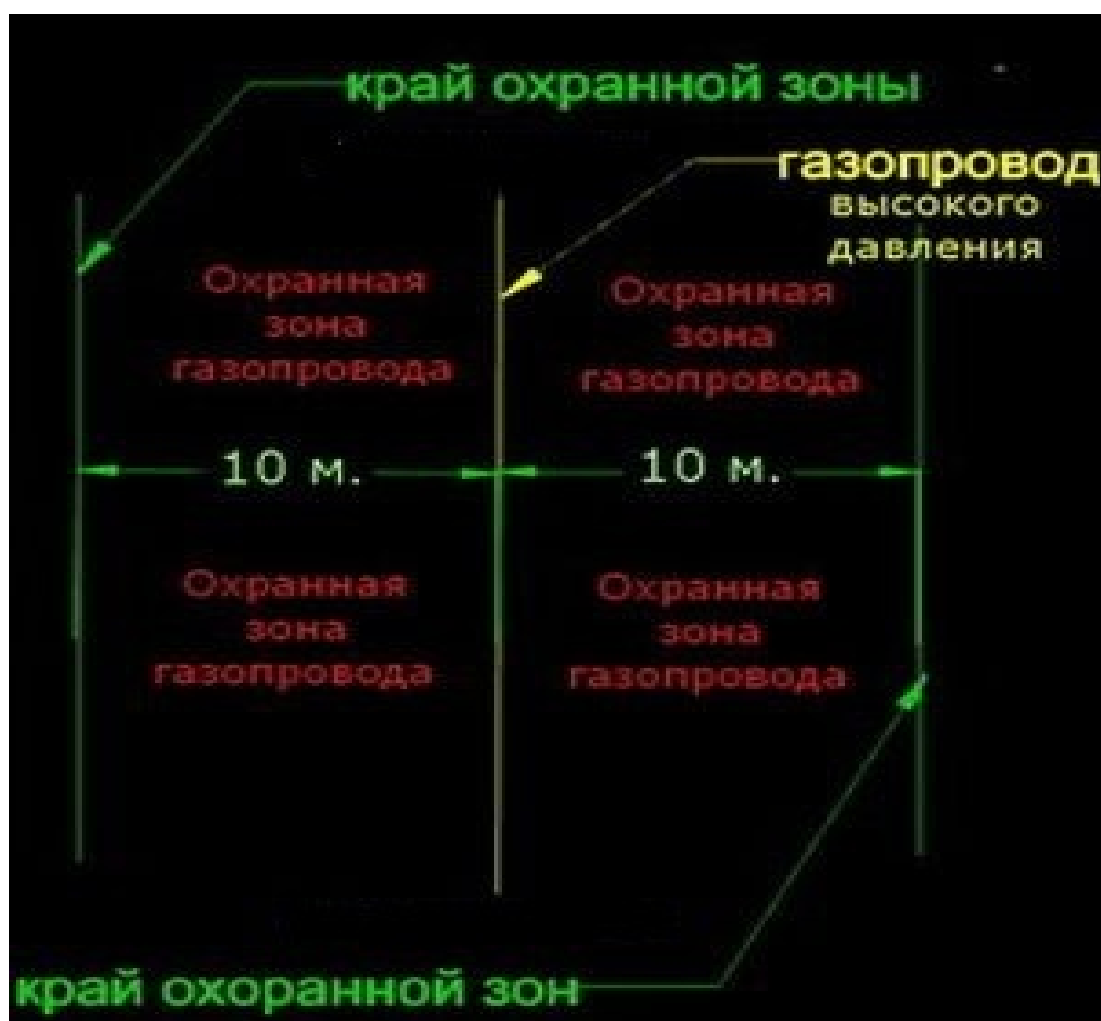 край охранной зоны
газопровод
высокого
давления
Охранная
зона
газопровода
Охранная
зона
газопровода
10 м.
10 м.
Охранная
зона
газопровода
Охранная
зона
газопровода
край охоранной зон